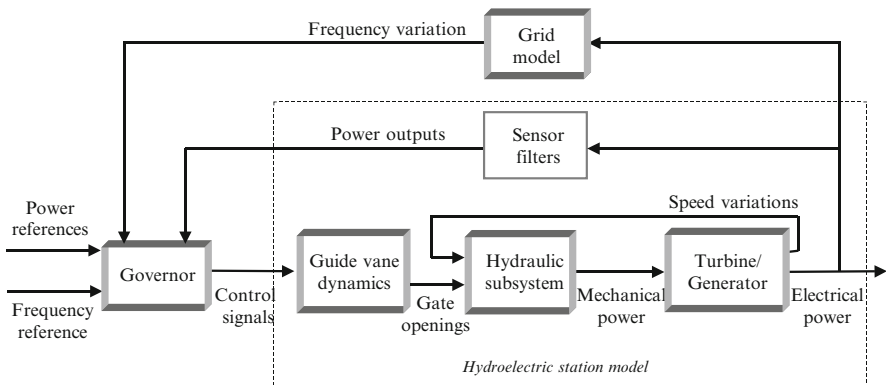 Frequency variation
Grid
model
Power outputs
Sensor
filters
Speed variations
Power
references
Governor
Frequency
reference
Control
signals
Guide vane
dynamics
Gate
openings
Hydraulic
subsystem
Mechanical
power
Turbine/
Generator
Electrical
power
Hydroelectric station model